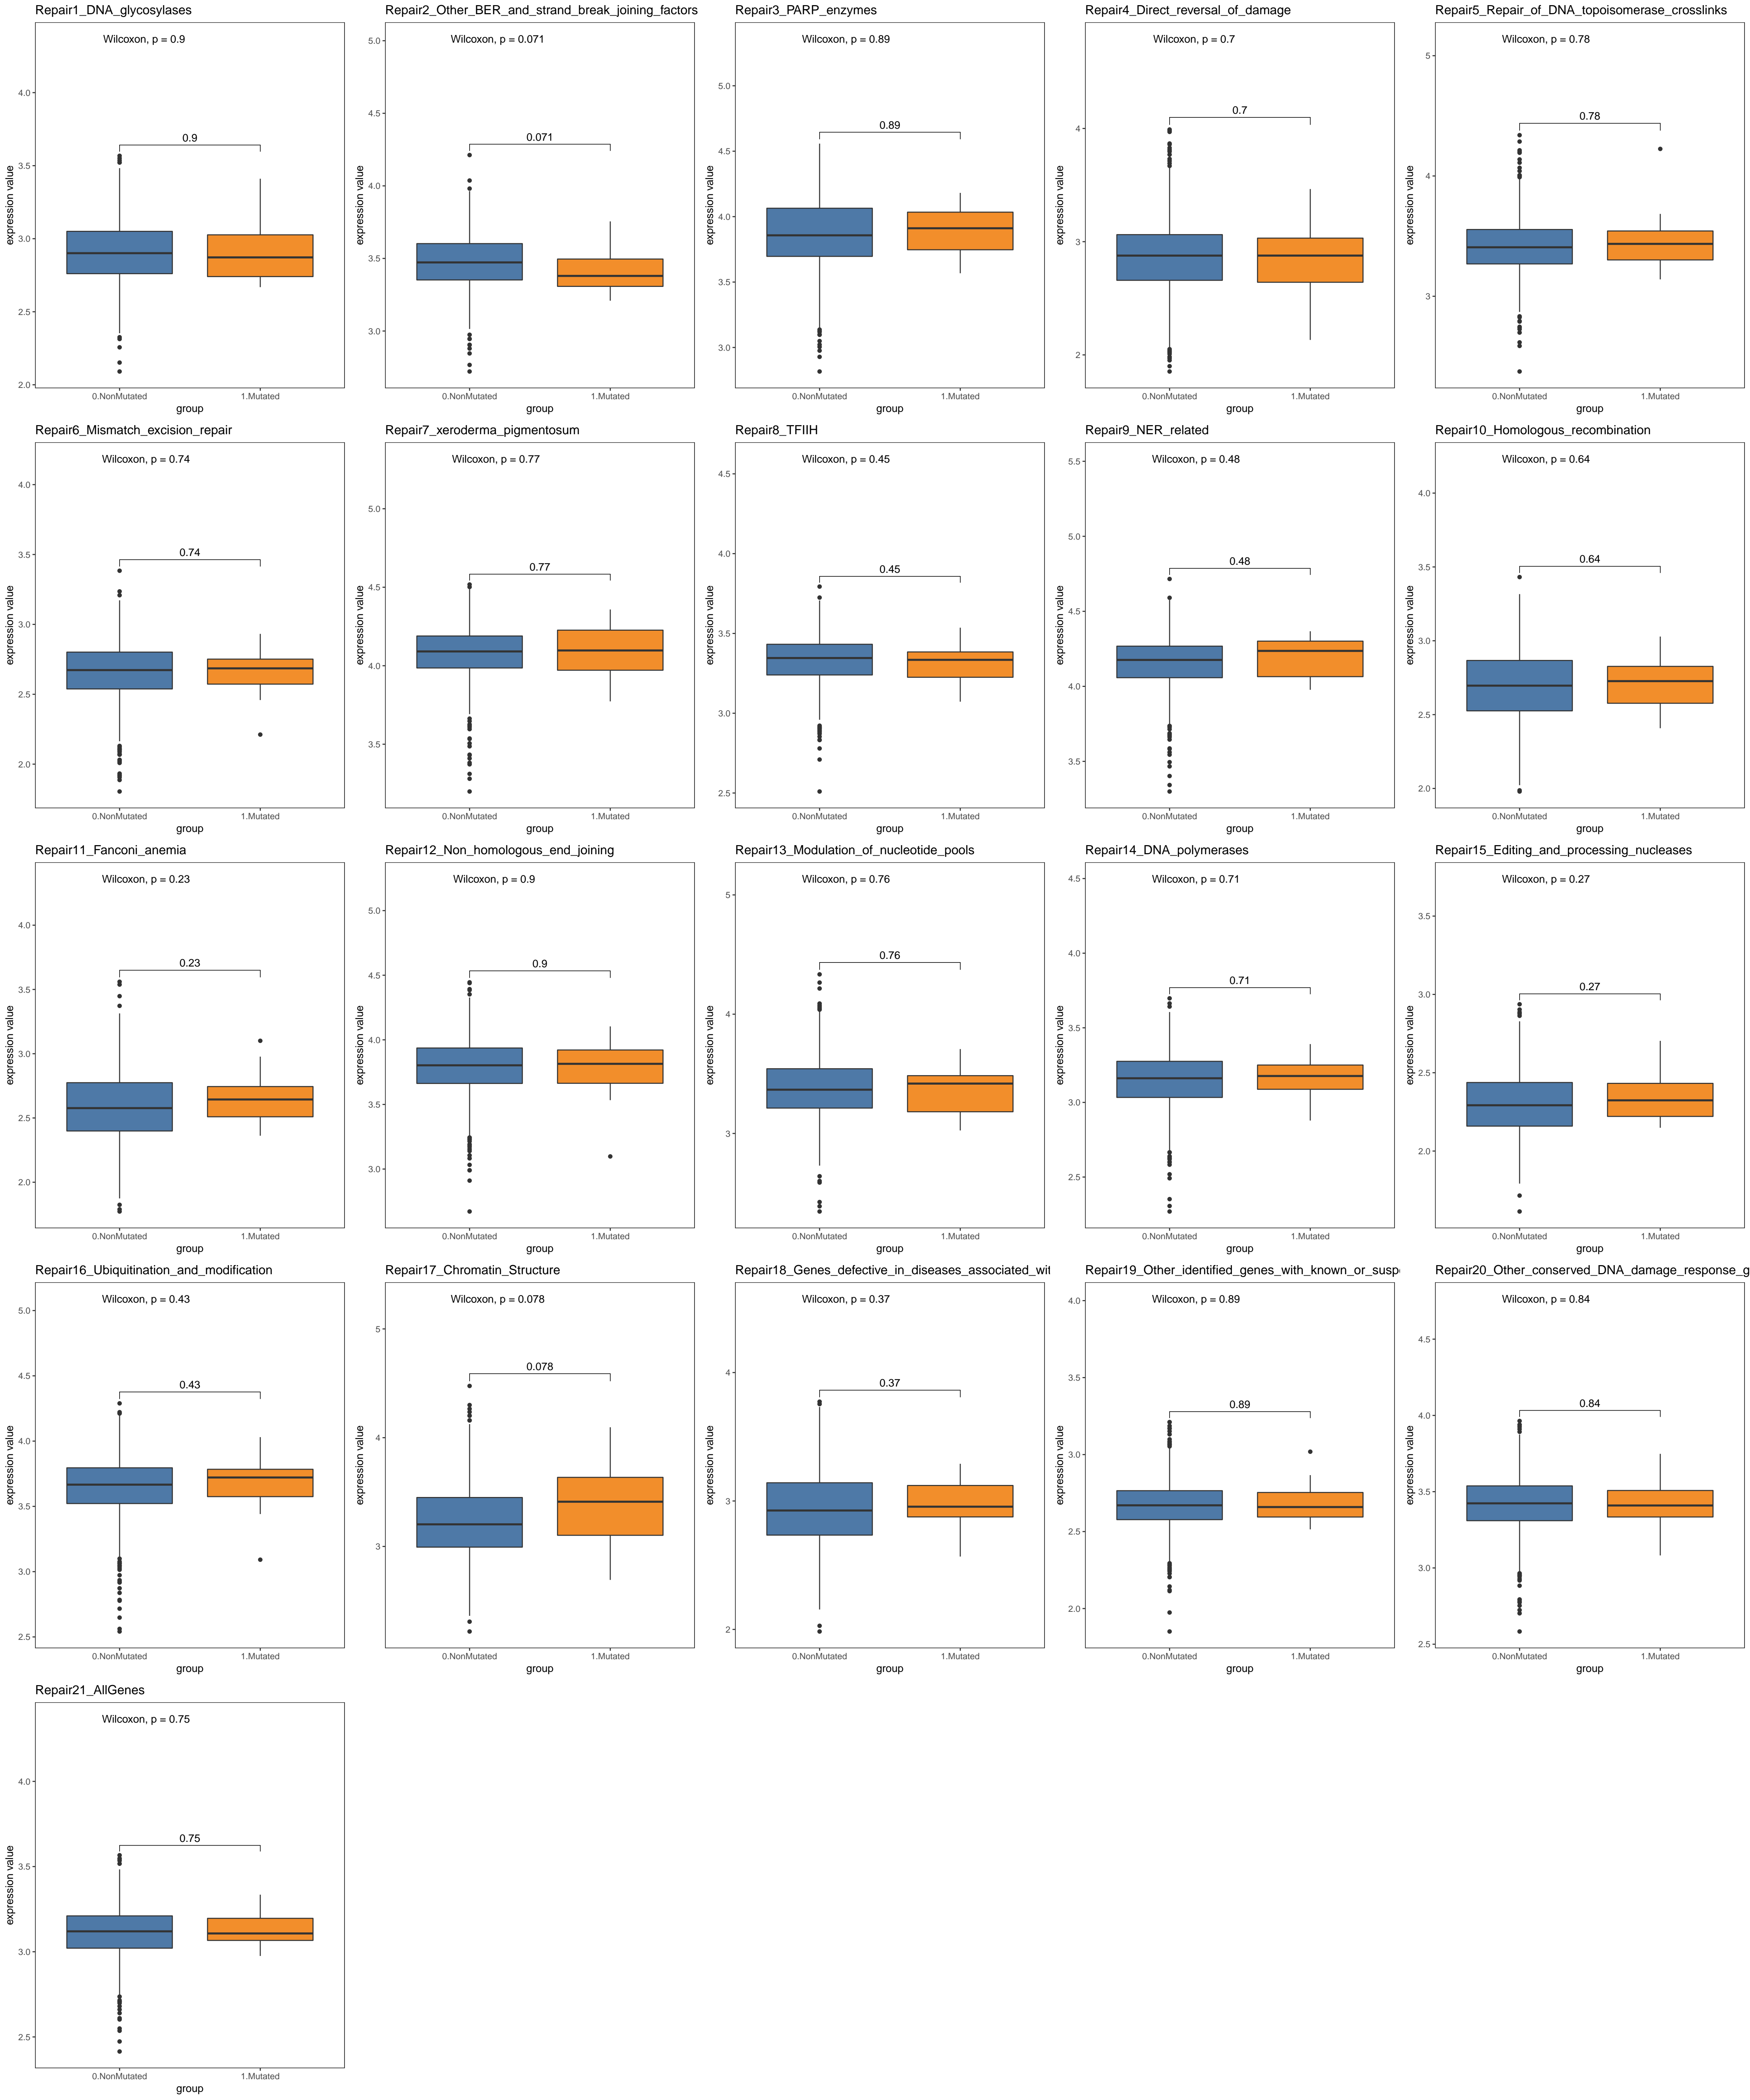 Repair1_DNA_glycosylases
Wilcoxon, p = 0.9
0.9
4.0
3.5
3.0
2.5
2.0
expression value
0.NonMutated
1.Mutated
group
Repair2_Other_BER_and_strand_break_joining_factors
Wilcoxon, p = 0.071
0.071
5.0
4.5
4.0
3.5
3.0
expression value
0.NonMutated
1.Mutated
group
Repair3_PARP_enzymes
Wilcoxon, p = 0.89
0.89
5.0
4.5
4.0
3.5
3.0
expression value
0.NonMutated
1.Mutated
group
Repair4_Direct_reversal_of_damage
Wilcoxon, p = 0.7
0.7
4
3
2
expression value
0.NonMutated
1.Mutated
group
Repair5_Repair_of_DNA_topoisomerase_crosslinks
Wilcoxon, p = 0.78
0.78
5
4
3
expression value
0.NonMutated
1.Mutated
group
Repair6_Mismatch_excision_repair
Wilcoxon, p = 0.74
0.74
4.0
3.5
3.0
2.5
2.0
expression value
0.NonMutated
1.Mutated
group
Repair7_xeroderma_pigmentosum
Wilcoxon, p = 0.77
0.77
5.0
4.5
4.0
3.5
expression value
0.NonMutated
1.Mutated
group
Repair8_TFIIH
Wilcoxon, p = 0.45
0.45
4.5
4.0
3.5
3.0
2.5
expression value
0.NonMutated
1.Mutated
group
Repair9_NER_related
Wilcoxon, p = 0.48
0.48
5.5
5.0
4.5
4.0
3.5
expression value
0.NonMutated
1.Mutated
group
Repair10_Homologous_recombination
Wilcoxon, p = 0.64
0.64
4.0
3.5
3.0
2.5
2.0
expression value
0.NonMutated
1.Mutated
group
Repair11_Fanconi_anemia
Wilcoxon, p = 0.23
0.23
4.0
3.5
3.0
2.5
2.0
expression value
0.NonMutated
1.Mutated
group
Repair12_Non_homologous_end_joining
Wilcoxon, p = 0.9
0.9
5.0
4.5
4.0
3.5
3.0
expression value
0.NonMutated
1.Mutated
group
Repair13_Modulation_of_nucleotide_pools
Wilcoxon, p = 0.76
0.76
5
4
3
expression value
0.NonMutated
1.Mutated
group
Repair14_DNA_polymerases
Wilcoxon, p = 0.71
0.71
4.5
4.0
3.5
3.0
2.5
expression value
0.NonMutated
1.Mutated
group
Repair15_Editing_and_processing_nucleases
Wilcoxon, p = 0.27
0.27
3.5
3.0
2.5
2.0
expression value
0.NonMutated
1.Mutated
group
Repair16_Ubiquitination_and_modification
Wilcoxon, p = 0.43
0.43
5.0
4.5
4.0
3.5
3.0
2.5
expression value
0.NonMutated
1.Mutated
group
Repair17_Chromatin_Structure
Wilcoxon, p = 0.078
0.078
5
4
3
expression value
0.NonMutated
1.Mutated
group
Repair18_Genes_defective_in_diseases_associated_wit
Wilcoxon, p = 0.37
0.37
4
3
2
expression value
0.NonMutated
1.Mutated
group
Repair19_Other_identified_genes_with_known_or_susp
Wilcoxon, p = 0.89
0.89
4.0
3.5
3.0
2.5
2.0
expression value
0.NonMutated
1.Mutated
group
Repair20_Other_conserved_DNA_damage_response_g
Wilcoxon, p = 0.84
0.84
4.5
4.0
3.5
3.0
2.5
expression value
0.NonMutated
1.Mutated
group
Repair21_AllGenes
Wilcoxon, p = 0.75
0.75
4.0
3.5
3.0
2.5
expression value
0.NonMutated
1.Mutated
group